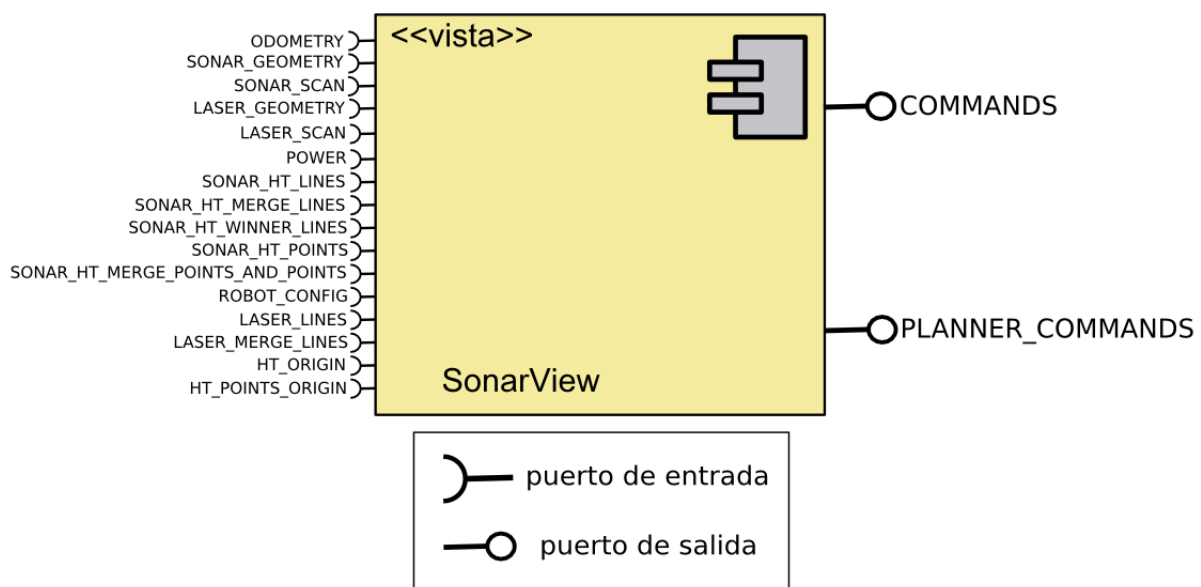 <<vista>>
ODOMETRY
SONAR_GEOMETRY
SONAR_SCAN
LASER_GEOMETRY
LASER_SCAN
POWER
SONAR_HT_LINES
SONAR_HT_MERGE_LINES
SONAR_HT_WINNER_LINES
SONAR_HT_POINTS
SONAR_HT_MERGE_POINTS_AND_POINTS
ROBOT_CONFIG
LASER_LINES
LASER_MERGE_LINES
HT_ORIGIN
HT_POINTS_ORIGIN
SonarView
COMMANDS
PLANNER_COMMANDS
puerto de entrada
puerto de salida